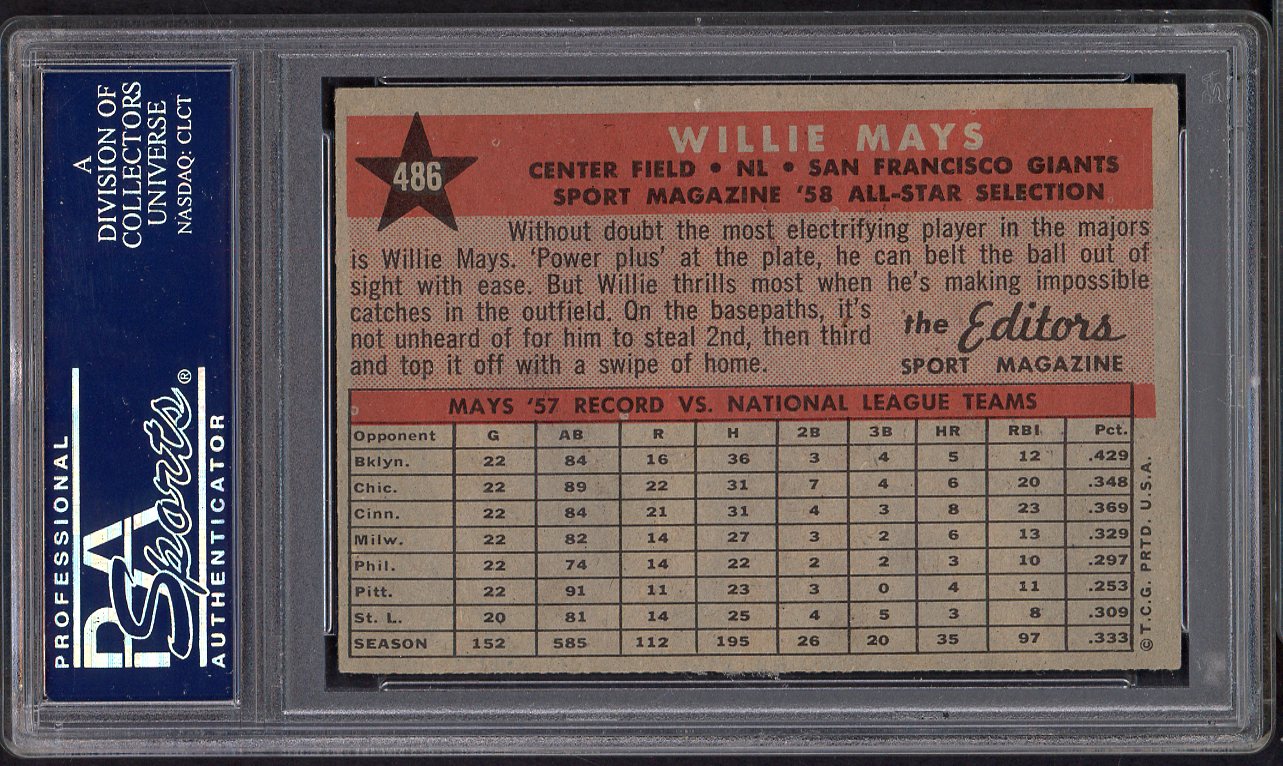 A
DIVISION OF
COLLECTORS
UNIVERSE
NASDAQ: CLCT
PROFESSIONAL
PSA
Sports®
AUTHENTICATOR
486
WILLIE MAYS
CENTER FIELD • NL • SAN FRANCISCO GIANTS
SPORT MAGAZINE '58 ALL-STAR SELECTION
Without doubt the most electrifying player in the majors
is Willie Mays. 'Power plus' at the plate, he can belt the ball out of
sight with ease. But Willie thrills most when he's making impossible
catches in the outfield. On the basepaths, it's
not unheard of for him to steal 2nd, then third
and top it off with a swipe of home.
the Editors
SPORT MAGAZINE
MAYS '57 RECORD VS. NATIONAL LEAGUE TEAMS
Opponent G AB R H 2B 3B HR RBI Pct.
Bklyn. 22 84 16 36 3 4 5 12 .429
Chic. 22 89 22 31 7 4 6 20 .348
Cinn. 22 84 21 31 4 3 8 23 .369
Milw. 22 82 14 27 3 2 6 13 .329
Phil. 22 74 14 22 2 2 3 10 .297
Pitt. 22 91 11 23 3 0 4 11 .253
St. L. 20 81 14 25 4 5 3 8 .309
SEASON 152 585 112 195 26 20 35 97 .333
© T.C.G. PRTD. U.S.A.